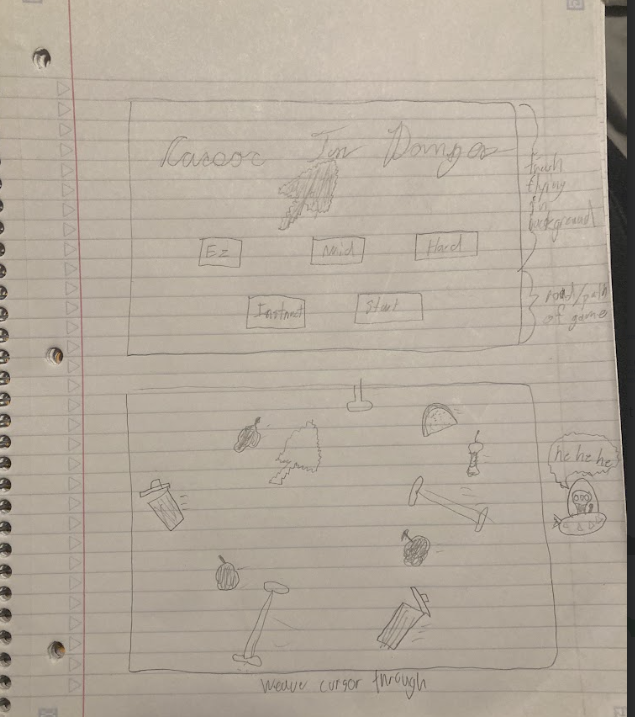 Cursor In Danger
Ez Mid Hard
Instruct Start
trash
flying
in
background
road/path
of game
he he he
weave cursor through